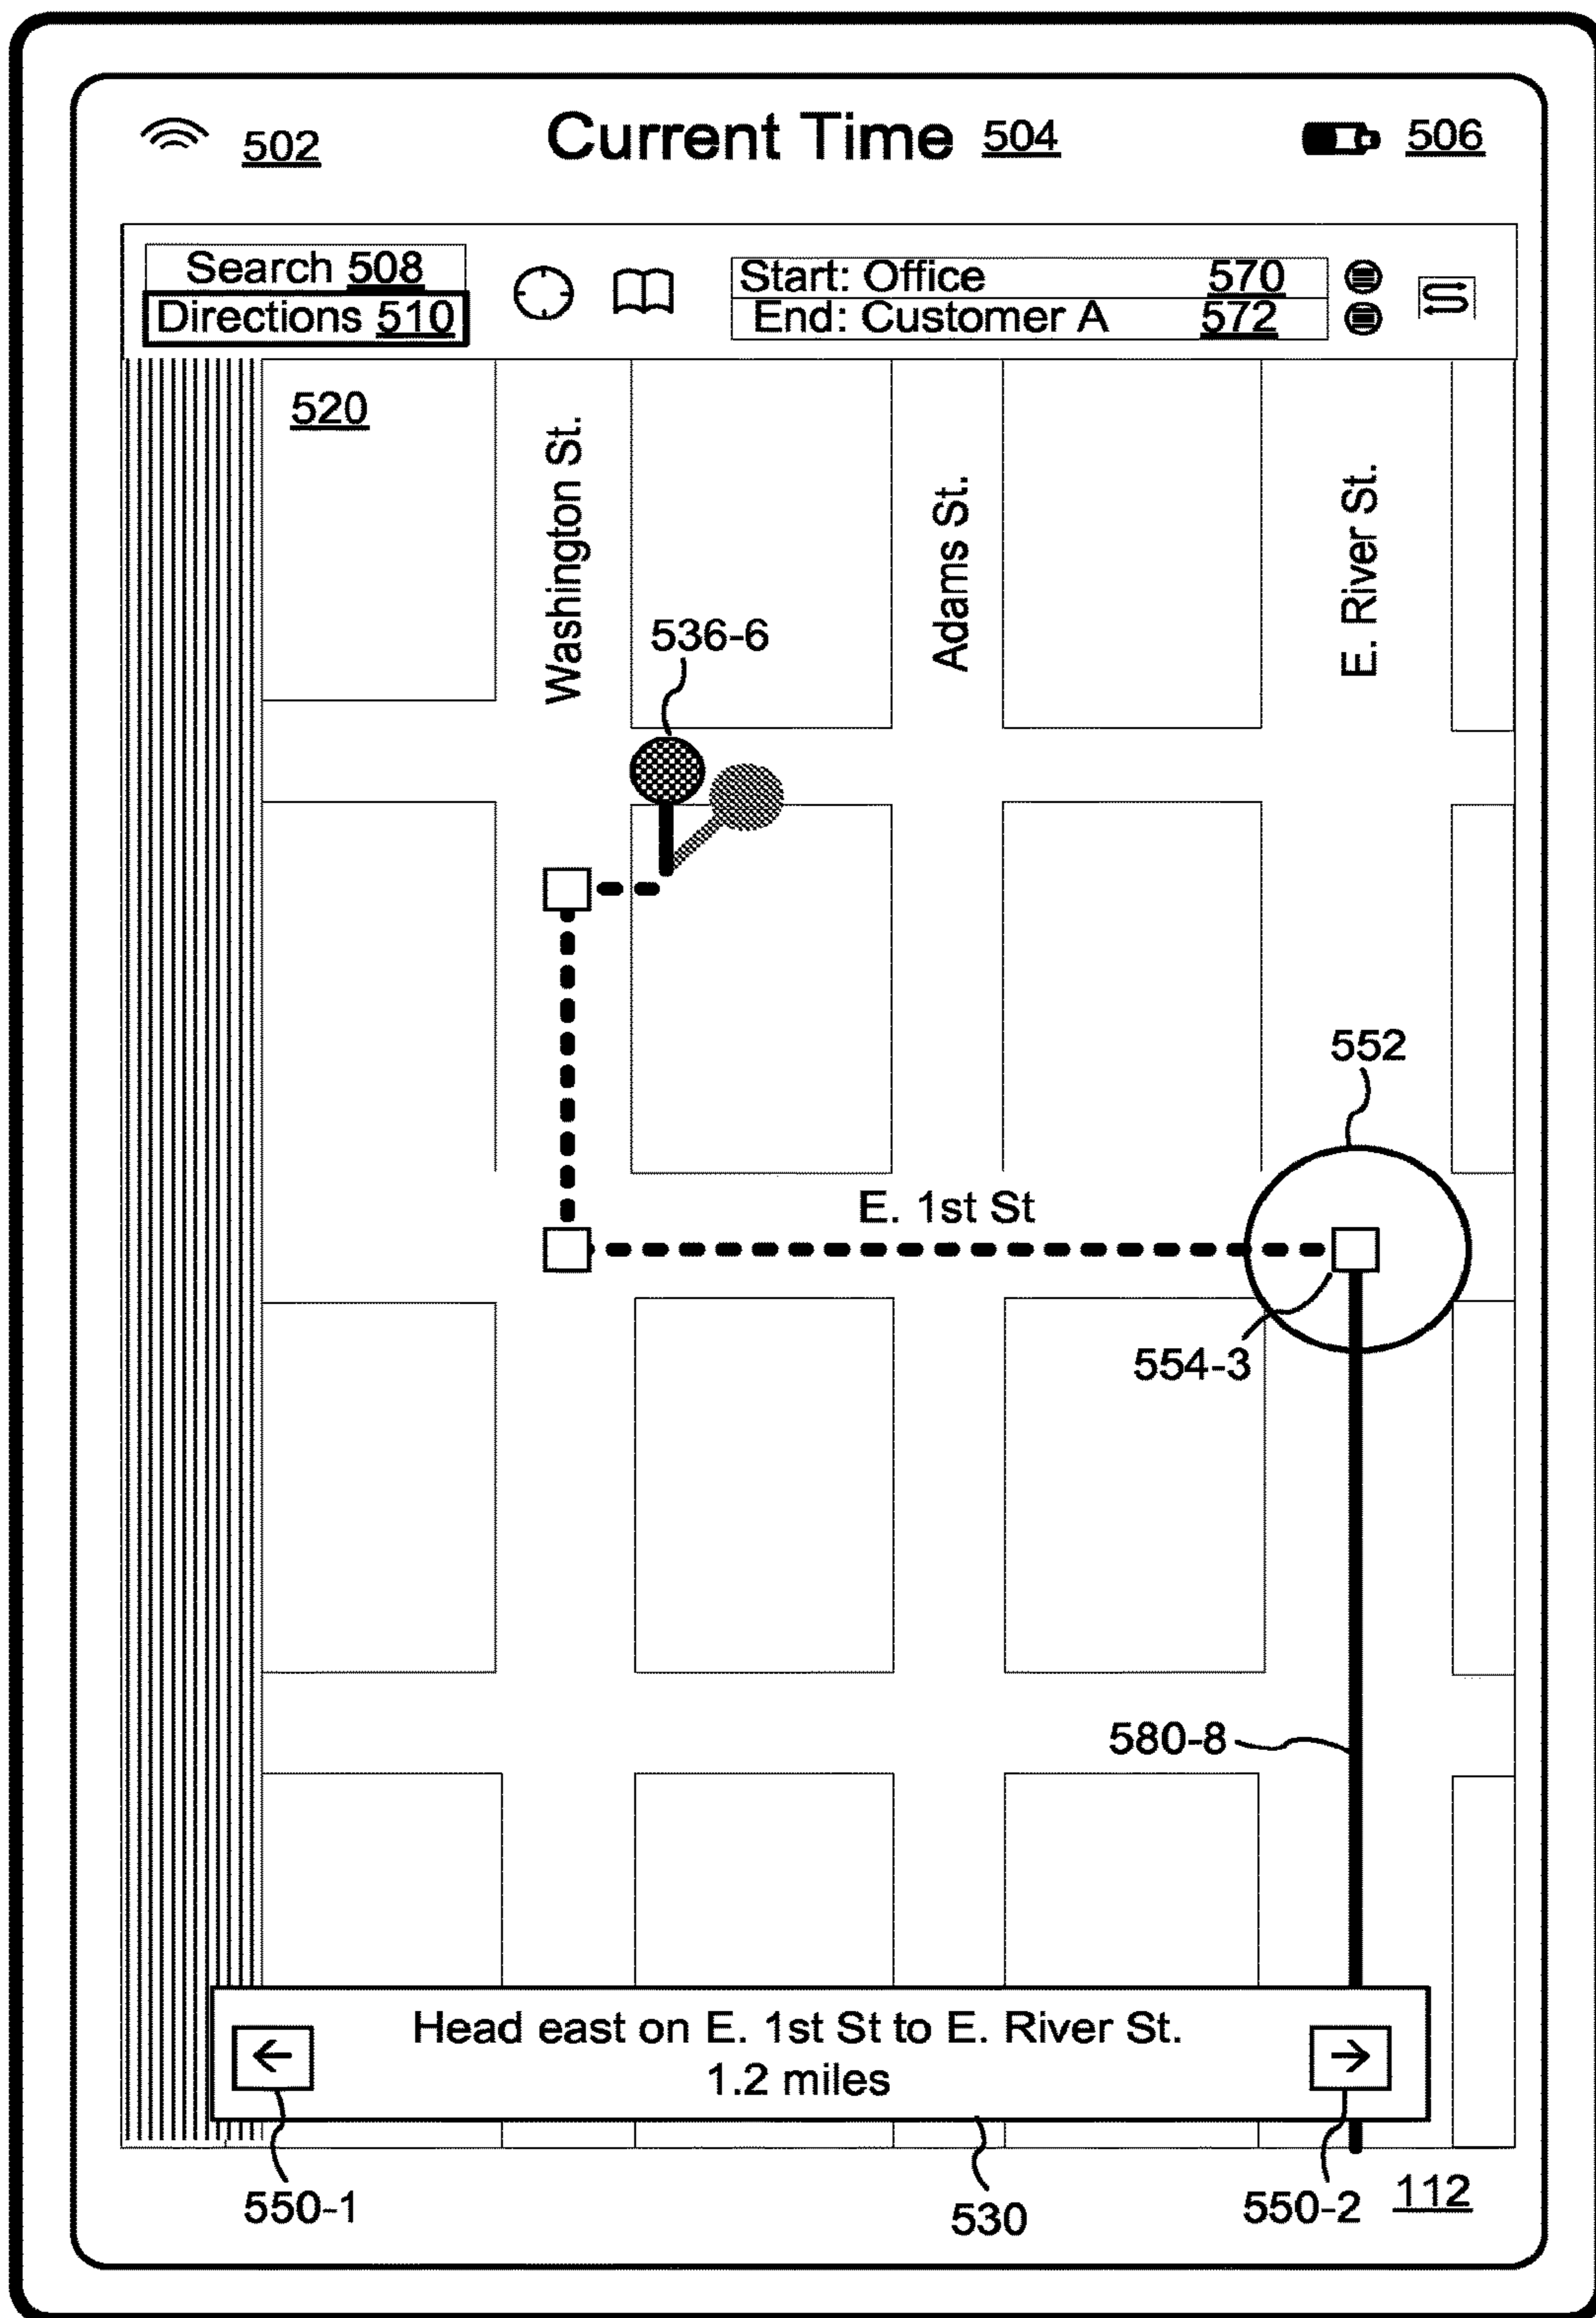 502 Current Time 504 506
Search 508
Directions 510
Start: Office 570
End: Customer A 572
520
Washington St.
Adams St.
E. River St.
536-6
552
E. 1st St
554-3
580-8
Head east on E. 1st St to E. River St.
1.2 miles
← →
550-1
530
550-2
112